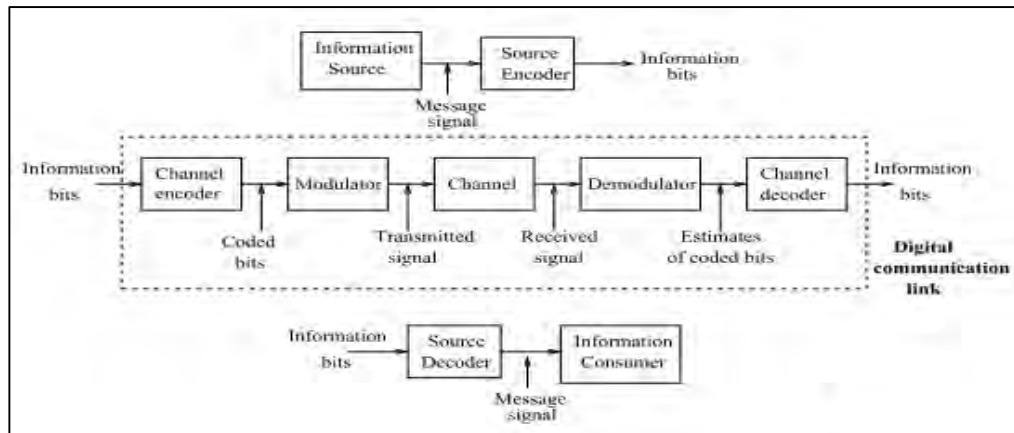 Information
Source
Source
Encoder
Information
bits
Message
signal
Information
bits
Channel
encoder
Modulator
Channel
Demodulator
Channel
decoder
Information
bits
Coded
bits
Transmitted
signal
Received
signal
Estimates
of coded bits
Digital
communication
link
Information
bits
Source
Decoder
Information
Consumer
Message
signal